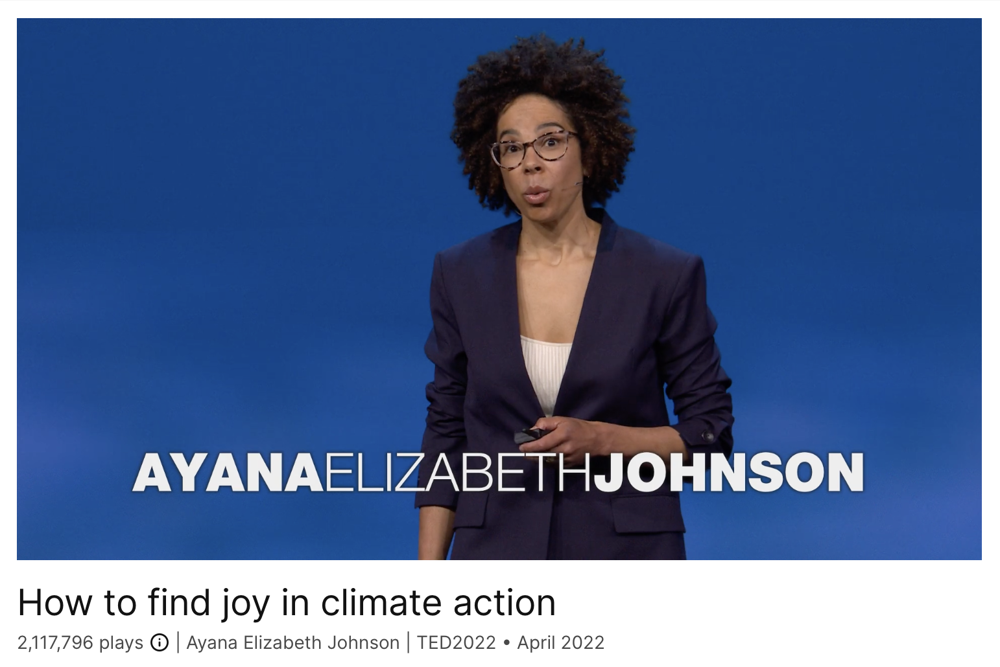 AYANAELIZABETHJOHNSON
How to find joy in climate action
2,117,796 plays | Ayana Elizabeth Johnson | TED2022 • April 2022